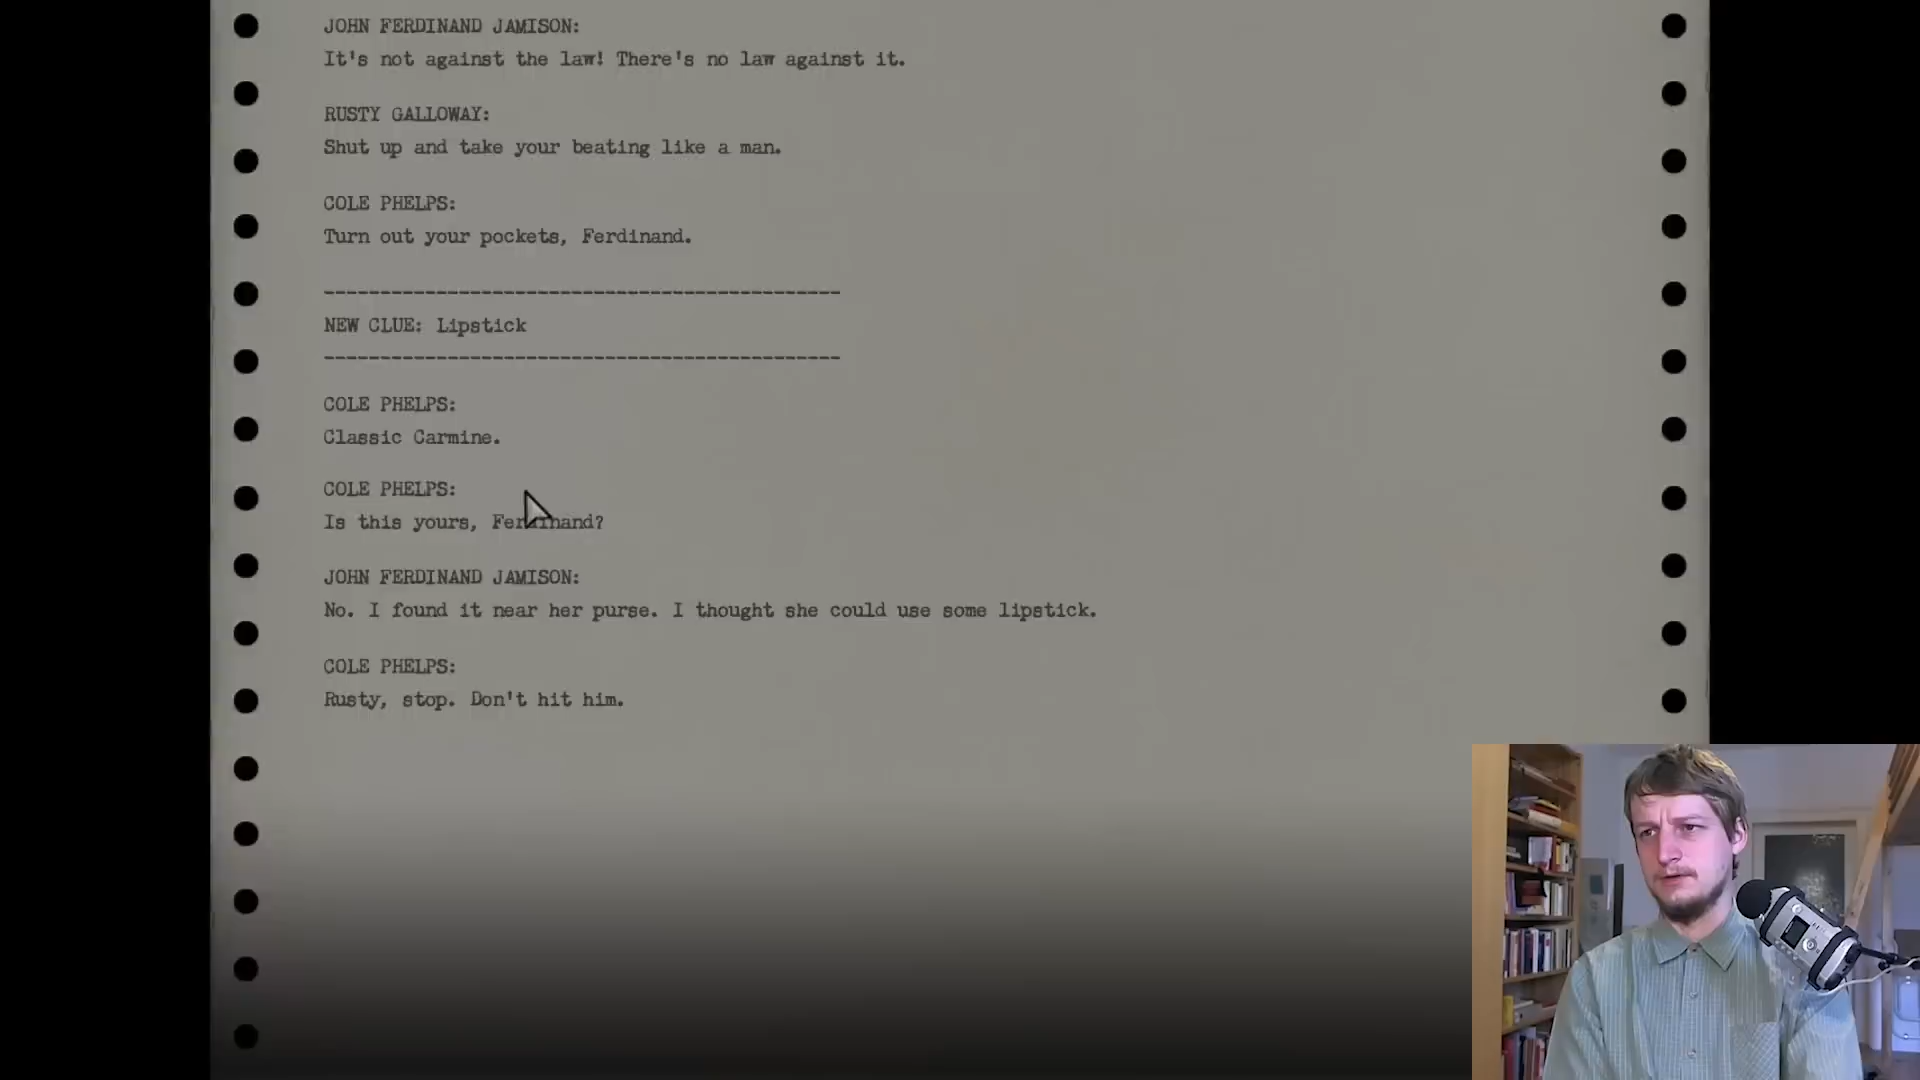 JOHN FERDINAND JAMISON:
It's not against the law! There's no law against it.
RUSTY GALLOWAY:
Shut up and take your beating like a man.
COLE PHELPS:
Turn out your pockets, Ferdinand.
----------------------------------------------
NEW CLUE: Lipstick
----------------------------------------------
COLE PHELPS:
Classic Carmine.
COLE PHELPS:
Is this yours, Ferdinand?
JOHN FERDINAND JAMISON:
No. I found it near her purse. I thought she could use some lipstick.
COLE PHELPS:
Rusty, stop. Don't hit him.